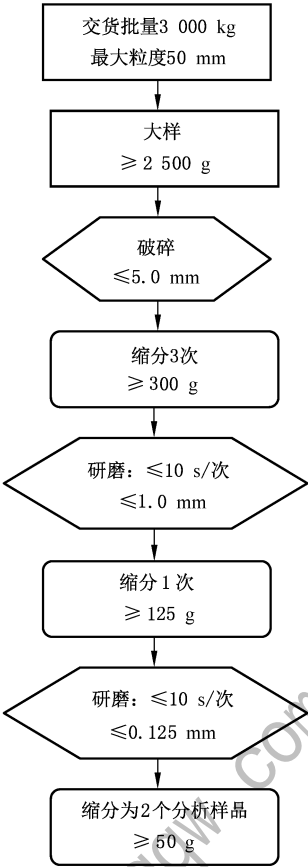 交货批量3 000 kg
最大粒度50 mm
大样
≥2 500 g
破碎
≤5.0 mm
缩分3次
≥300 g
研磨：≤10 s/次
≤1.0 mm
缩分1次
≥125 g
研磨：≤10 s/次
≤0.125 mm
缩分为2个分析样品
≥50 g